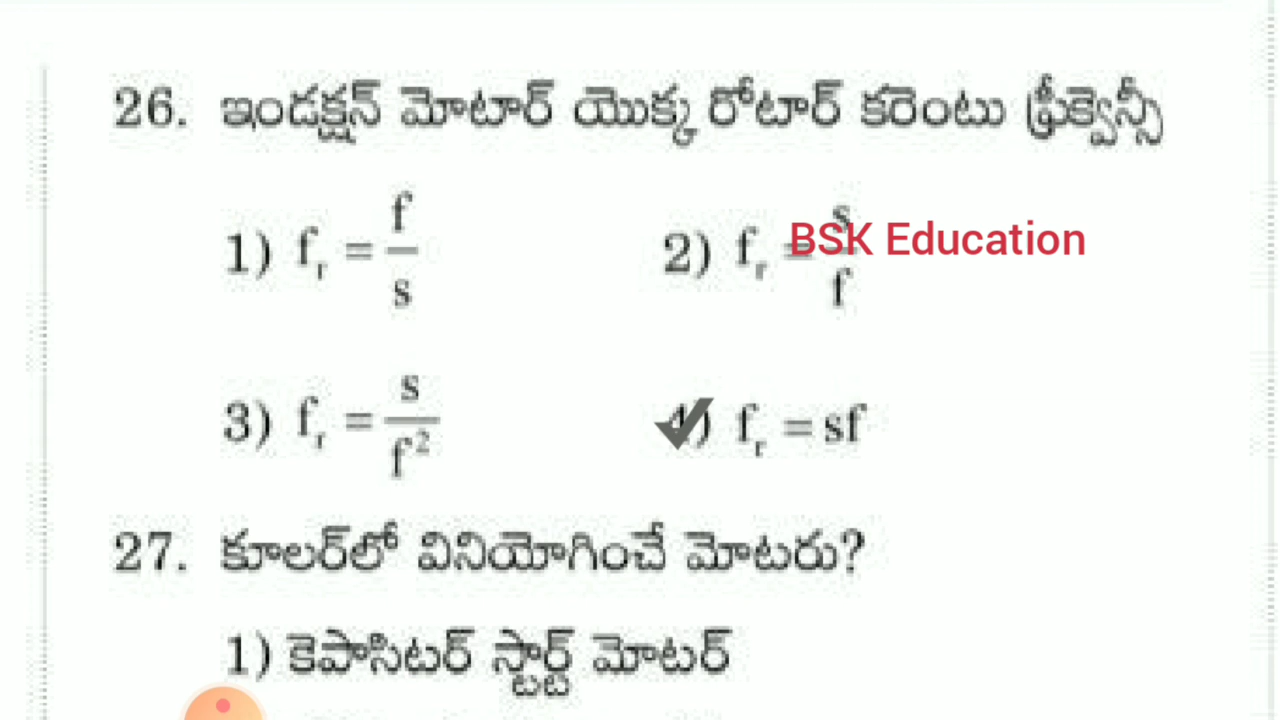 26. ఇండక్షన్ మోటార్ యొక్క రోటార్ కరెంటు ఫ్రీక్వెన్సీ
1) fᵣ = f/s 2) fᵣ = s/f
BSK Education
3) fᵣ = s/f² 4) fᵣ = sf
27. కూలర్‌లో వినియోగించే మోటరు?
1) కెపాసిటర్ స్టార్ట్ మోటర్